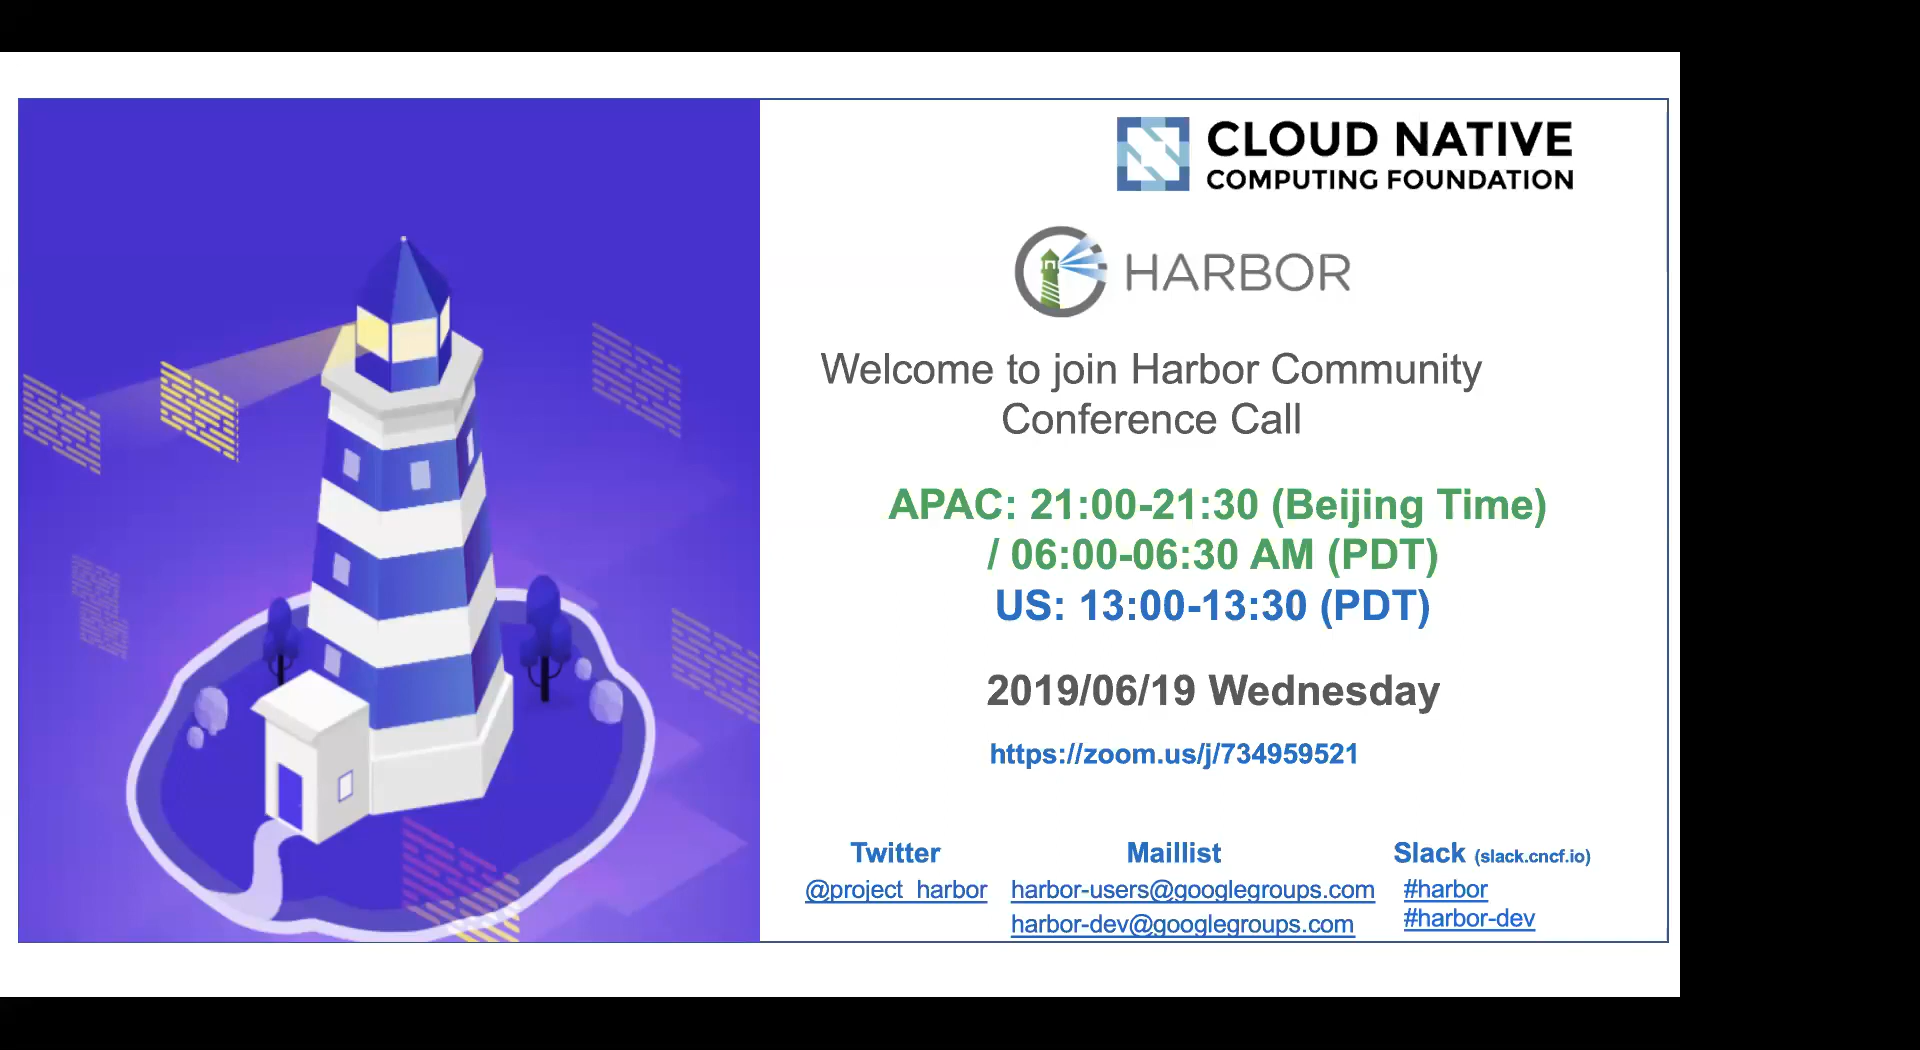 CLOUD NATIVE
COMPUTING FOUNDATION
HARBOR
Welcome to join Harbor Community
Conference Call
APAC: 21:00-21:30 (Beijing Time)
/ 06:00-06:30 AM (PDT)
US: 13:00-13:30 (PDT)
2019/06/19 Wednesday
https://zoom.us/j/734959521
Twitter
@project_harbor
Maillist
harbor-users@googlegroups.com
harbor-dev@googlegroups.com
Slack (slack.cncf.io)
#harbor
#harbor-dev